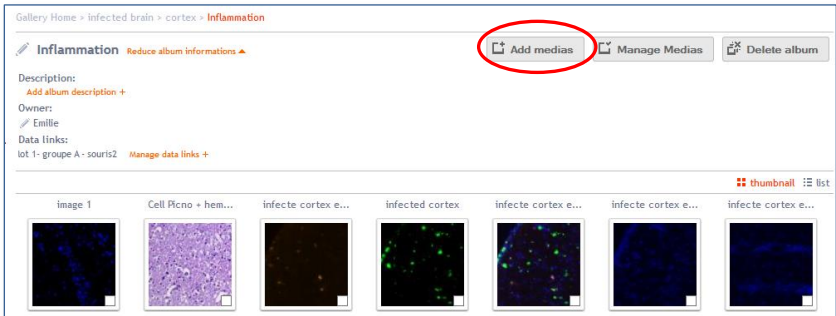 Gallery Home > infected brain > cortex > Inflammation
Inflammation Reduce album informations Add medias Manage Medias Delete album
Description:
Add album description +
Owner:
Emilie
Data links:
lot 1- groupe A - souris2 Manage data links +
thumbnail list
image 1 Cell Picno + hem... infecte cortex e... infected cortex infecte cortex e... infecte cortex e... infecte cortex e...